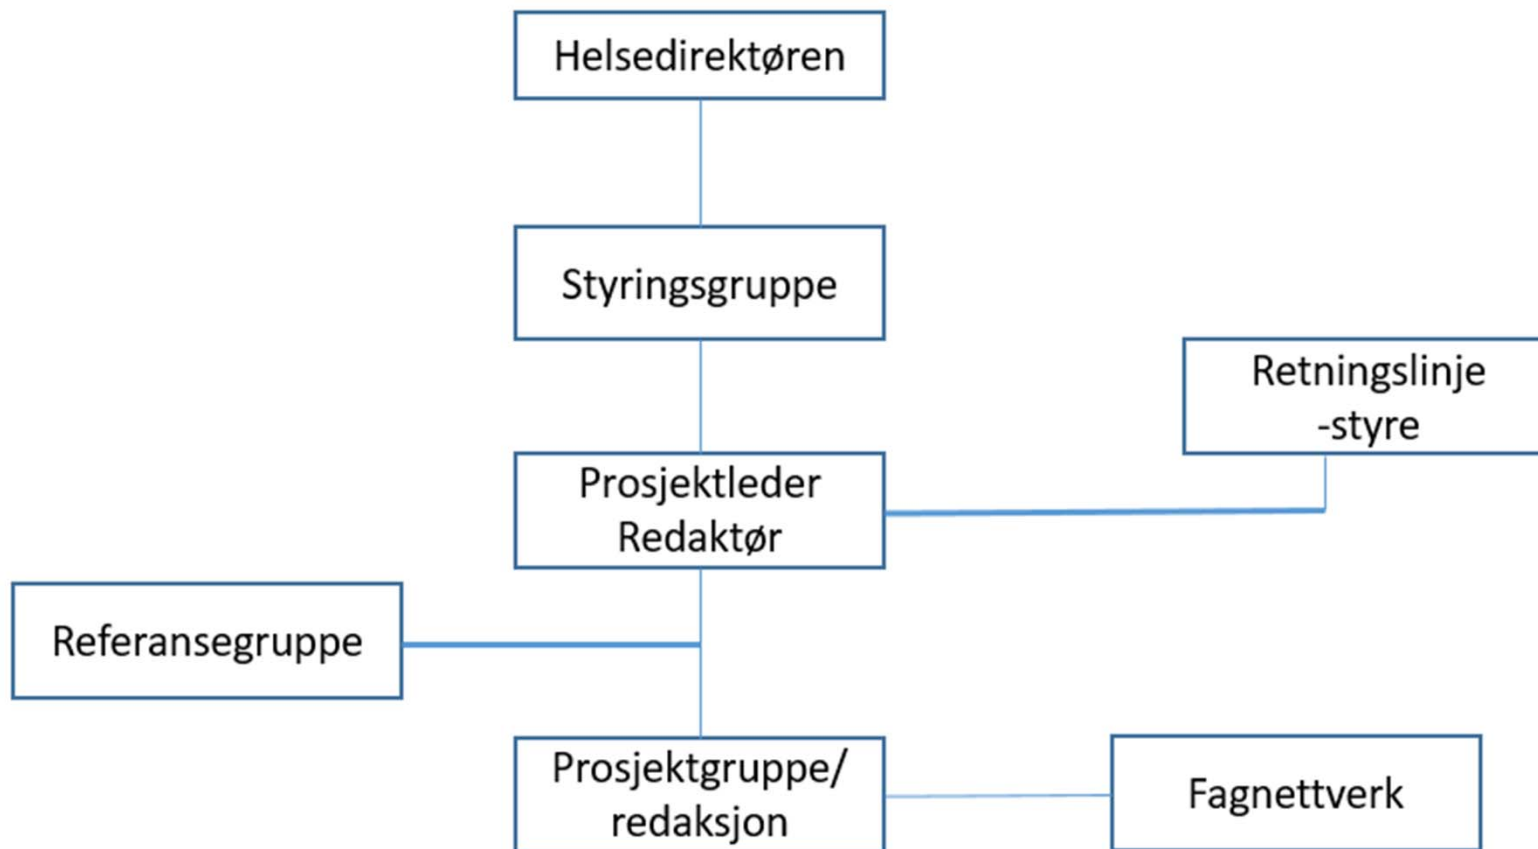 Helsedirektøren
Styringsgruppe
Retningslinje
-styre
Prosjektleder
Redaktør
Referansegruppe
Prosjektgruppe/
redaksjon
Fagnettverk